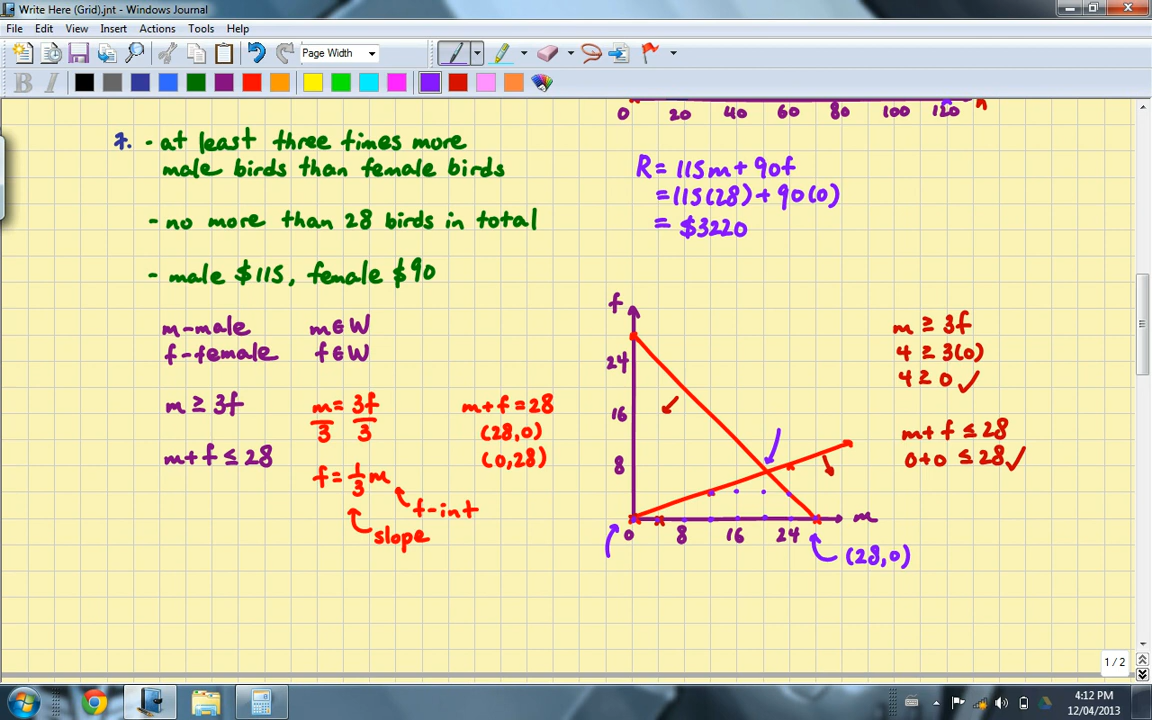 Write Here (Grid).jnt - Windows Journal
File Edit View Insert Actions Tools Help
Page Width
B I
0 20 40 60 80 100 120 n
7. - at least three times more
male birds than female birds
- no more than 28 birds in total
- male $115, female $90
m-male m∈W
f-female f∈W
m ≥ 3f
m+f ≤ 28
m = 3f
3 3
f = 1/3 m
f-int
slope
m+f = 28
(28,0)
(0,28)
R = 115m + 90f
= 115(28) + 90(0)
= $3220
f
24
16
8
0 8 16 24 m
(28,0)
m ≥ 3f
4 ≥ 3(0)
4 ≥ 0 ✓
m+f ≤ 28
0+0 ≤ 28 ✓
1 / 2
4:12 PM
12/04/2013